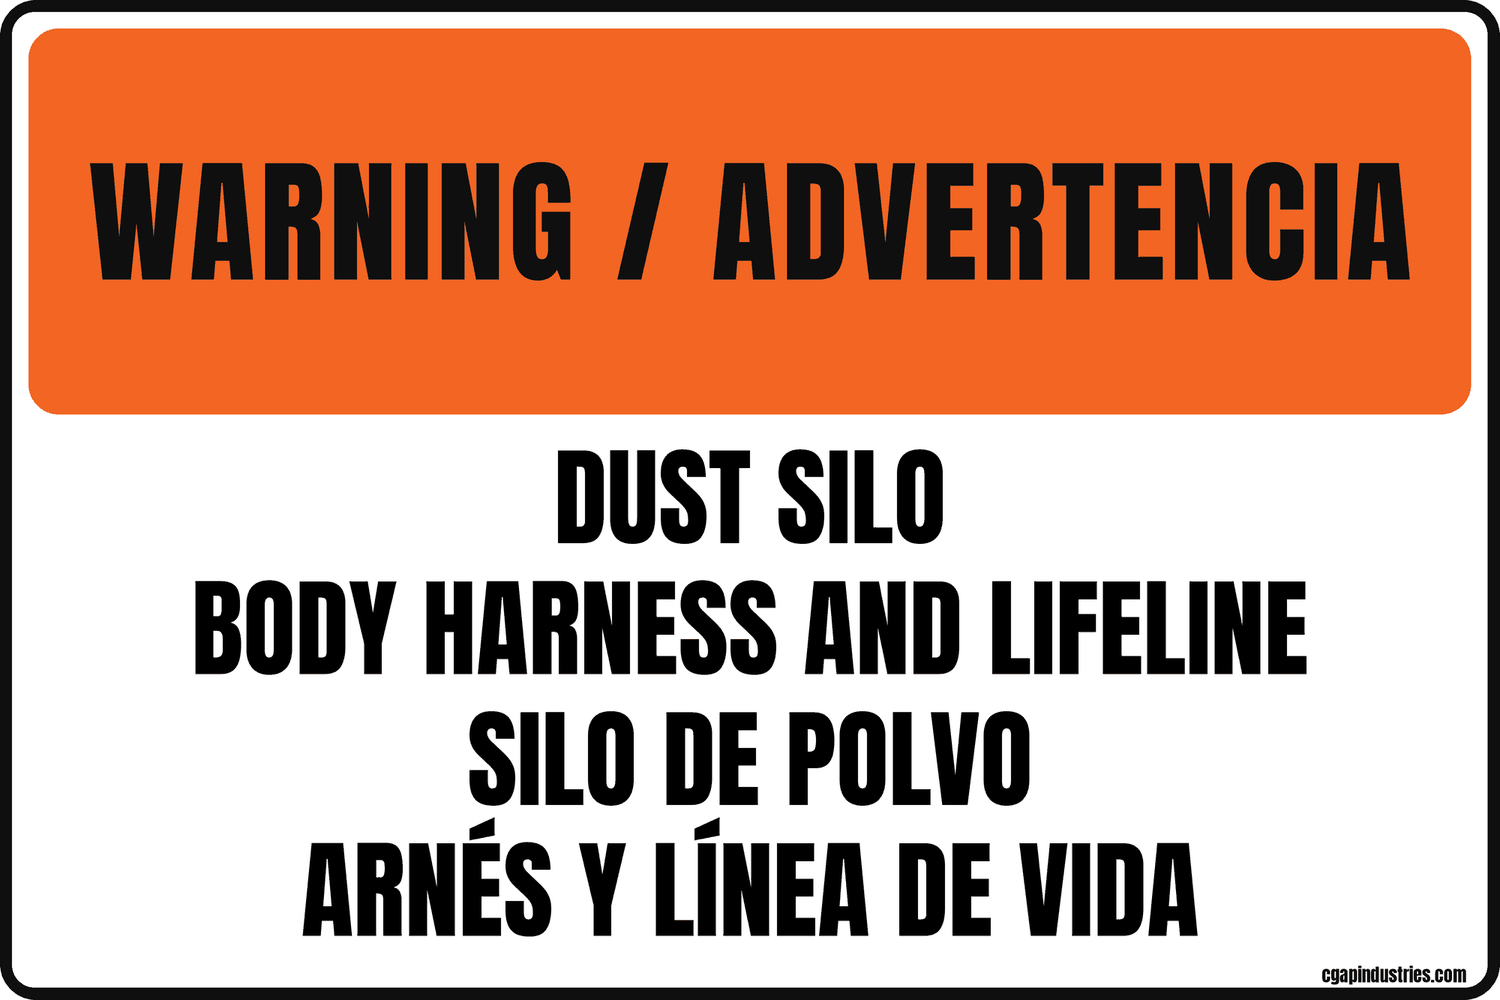 WARNING / ADVERTENCIA
DUST SILO
BODY HARNESS AND LIFELINE
SILO DE POLVO
ARNÉS Y LÍNEA DE VIDA
cgapindustries.com